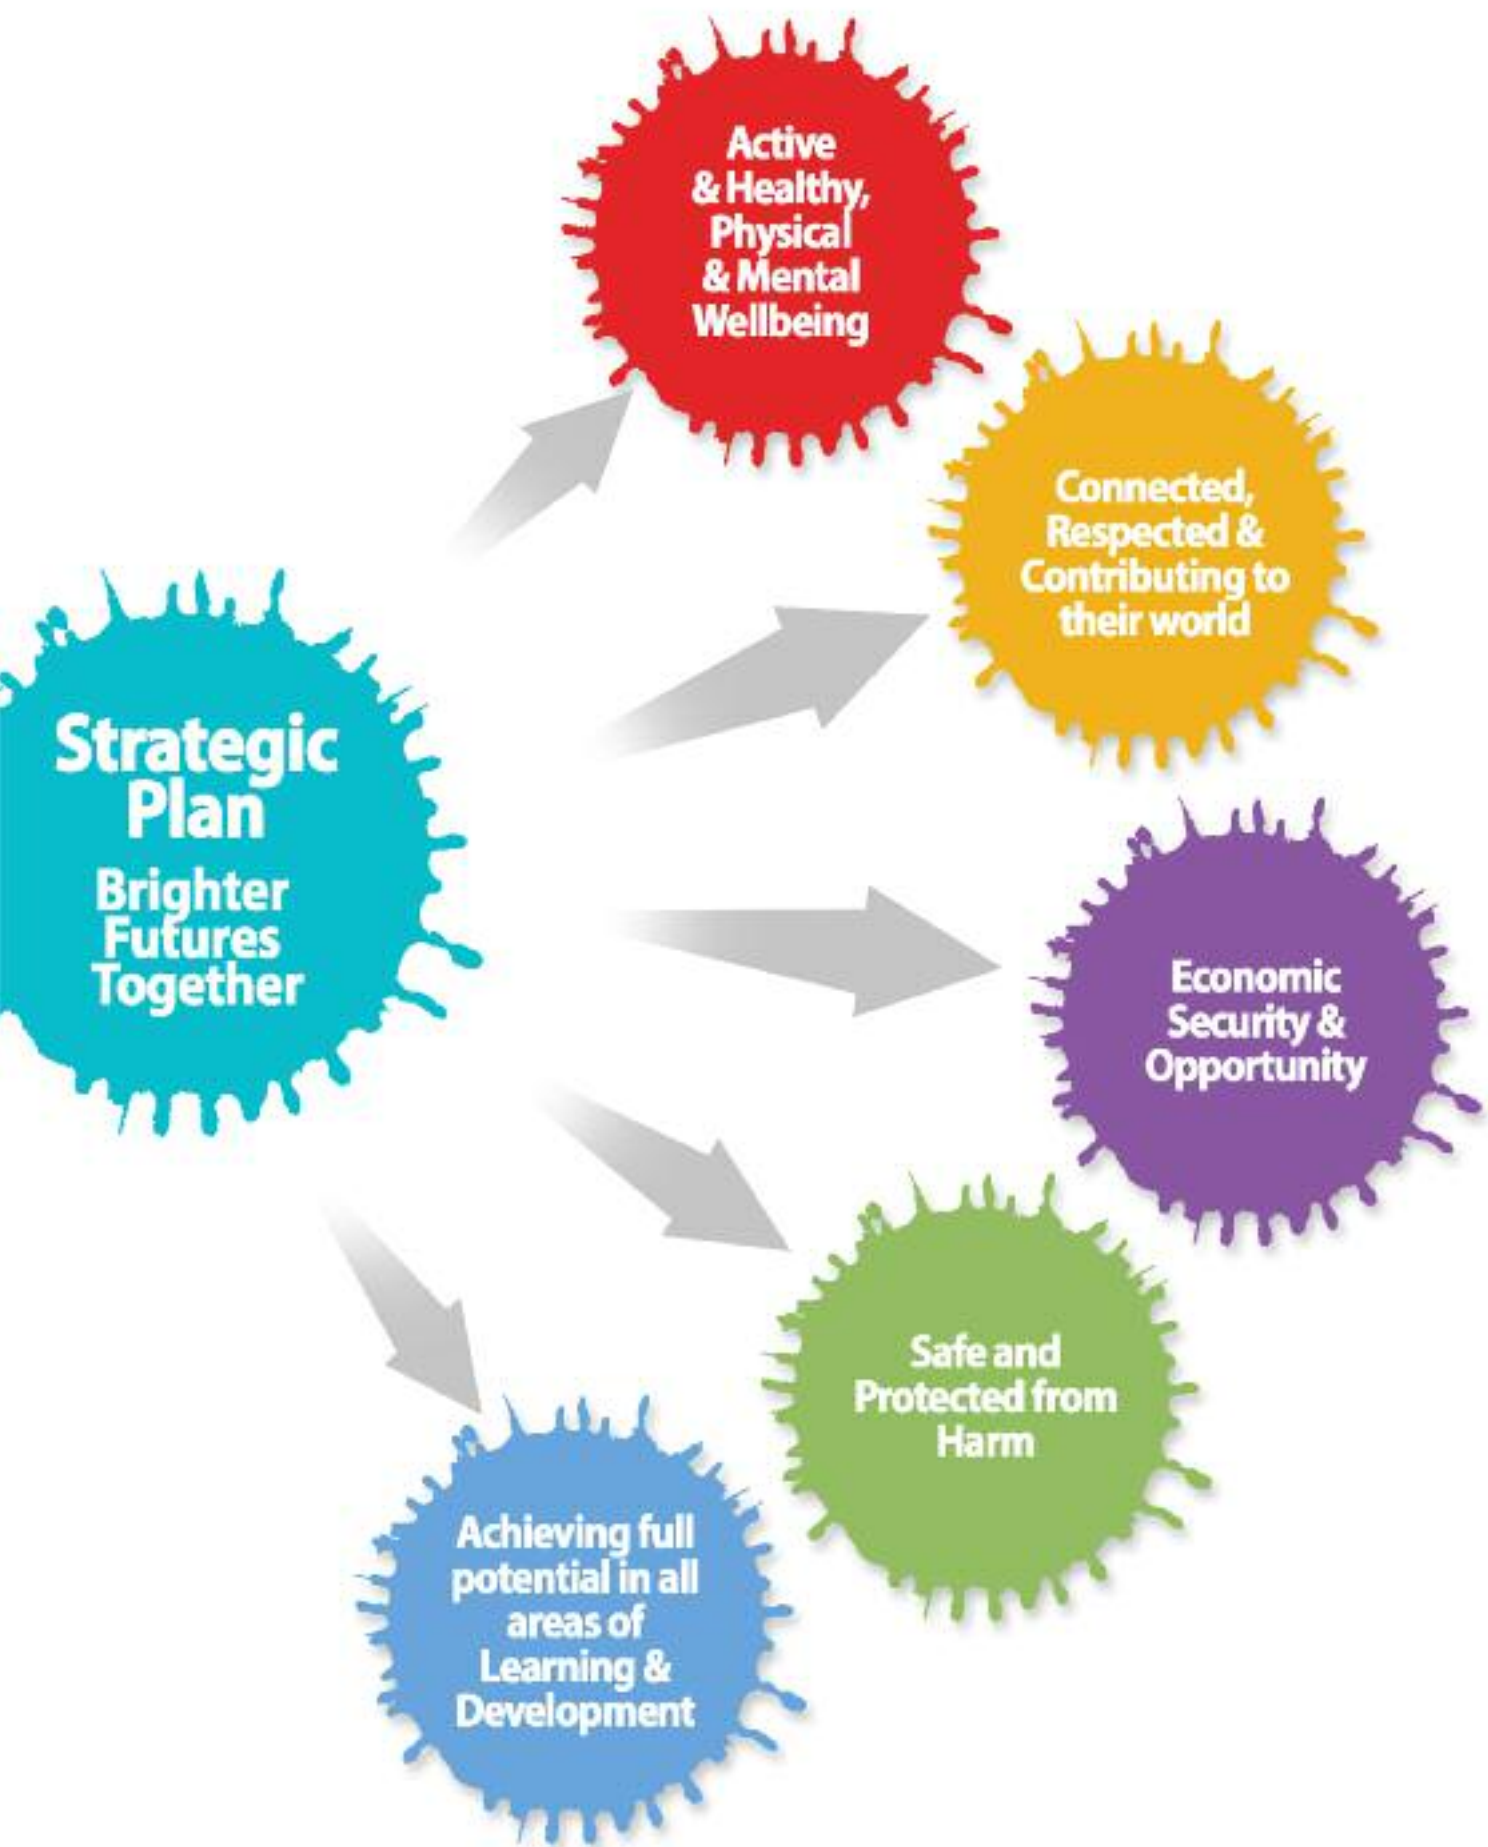 Active
& Healthy,
Physical
& Mental
Wellbeing
Connected,
Respected &
Contributing to
their world
Strategic
Plan
Brighter
Futures
Together
Economic
Security &
Opportunity
Safe and
Protected from
Harm
Achieving full
potential in all
areas of
Learning &
Development